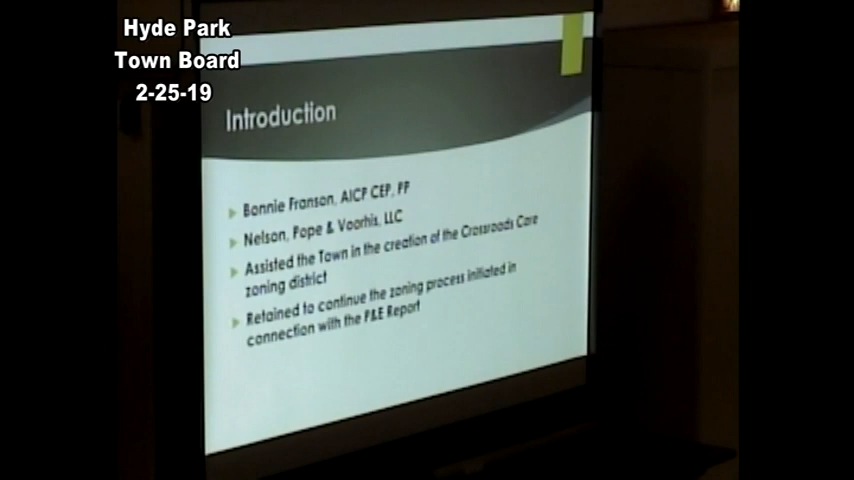 Hyde Park
Town Board
2-25-19
Introduction
Bonnie Franson, AICP CEP, PP
Nelson, Pope & Voorhis, LLC
Assisted the Town in the creation of the Crossroads Core
zoning district
Retained to continue the zoning process initiated in
connection with the P&E Report